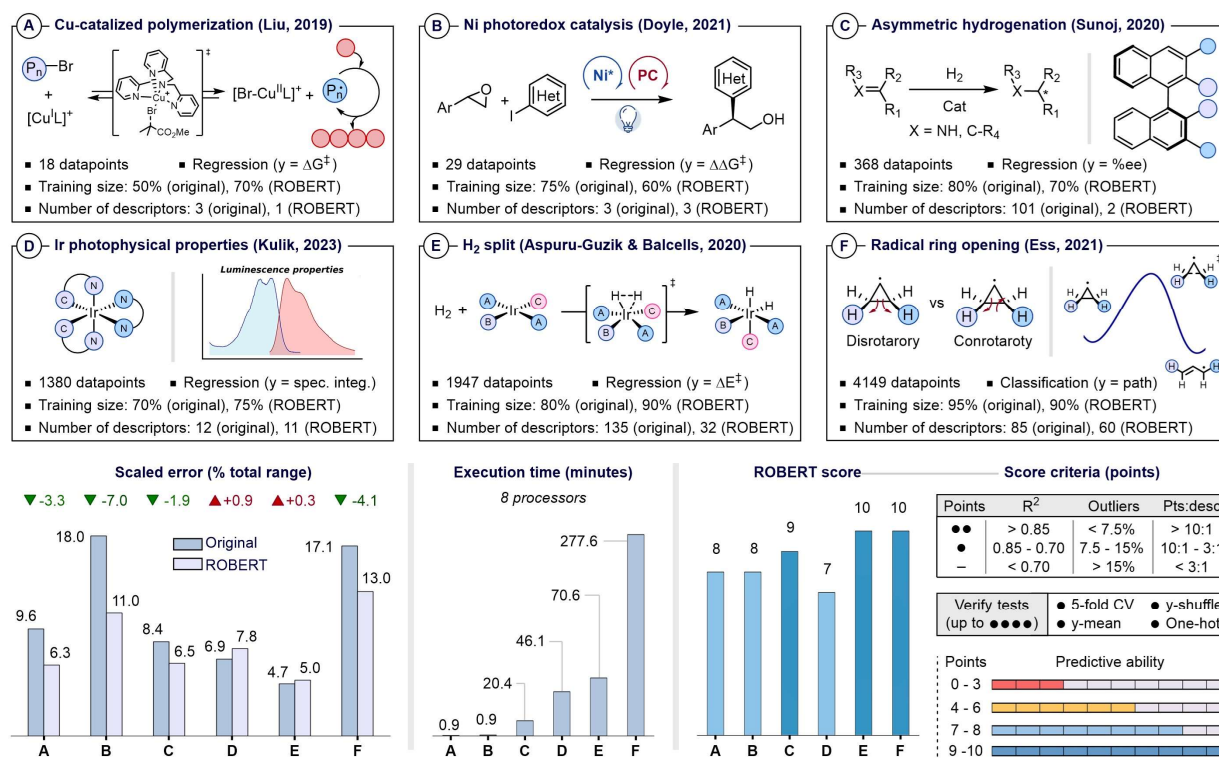 A Cu-catalized polymerization (Liu, 2019)
Pn Br
+
[CuIL]+
N N N N
Cu+
Br
CO2Me
‡
[Br-CuIIL]+ + Pn•
▪ 18 datapoints ▪ Regression (y = ΔG‡)
▪ Training size: 50% (original), 70% (ROBERT)
▪ Number of descriptors: 3 (original), 1 (ROBERT)
B Ni photoredox catalysis (Doyle, 2021)
Ar O + I Het
Ni* PC
Het
Ar OH
▪ 29 datapoints ▪ Regression (y = ΔΔG‡)
▪ Training size: 75% (original), 60% (ROBERT)
▪ Number of descriptors: 3 (original), 3 (ROBERT)
C Asymmetric hydrogenation (Sunoj, 2020)
R3 R2
X
R1
H2
Cat
X = NH, C-R4
R3 R2
X *
R1
▪ 368 datapoints ▪ Regression (y = %ee)
▪ Training size: 80% (original), 70% (ROBERT)
▪ Number of descriptors: 101 (original), 2 (ROBERT)
D Ir photophysical properties (Kulik, 2023)
C N N Ir C N N
Luminescence properties
▪ 1380 datapoints ▪ Regression (y = spec. integ.)
▪ Training size: 70% (original), 75% (ROBERT)
▪ Number of descriptors: 12 (original), 11 (ROBERT)
E H2 split (Aspuru-Guzik & Balcells, 2020)
H2 + A C Ir B A
H--H A Ir C B A ‡
H H A Ir B A C
▪ 1947 datapoints ▪ Regression (y = ΔE‡)
▪ Training size: 80% (original), 90% (ROBERT)
▪ Number of descriptors: 135 (original), 32 (ROBERT)
F Radical ring opening (Ess, 2021)
H H H H
Disrotarory
vs
H H H H
Conrotaroty
H H H H
H H H H ‡
H H H H
▪ 4149 datapoints ▪ Classification (y = path)
▪ Training size: 95% (original), 90% (ROBERT)
▪ Number of descriptors: 85 (original), 60 (ROBERT)
Scaled error (% total range)
▼ -3.3 ▼ -7.0 ▼ -1.9 ▲ +0.9 ▲ +0.3 ▼ -4.1
Original
ROBERT
9.6 6.3 18.0 11.0 8.4 6.5 6.9 7.8 4.7 5.0 17.1 13.0
A B C D E F
Execution time (minutes)
8 processors
0.9 0.9 20.4 46.1 70.6 277.6
A B C D E F
ROBERT score
8 8 9 7 10 10
A B C D E F
Score criteria (points)
Points R2 Outliers Pts:desc
●● > 0.85 < 7.5% > 10:1
● 0.85 - 0.70 7.5 - 15% 10:1 - 3:1
– < 0.70 > 15% < 3:1
Verify tests
(up to ●●●●)
● 5-fold CV ● y-shuffle
● y-mean ● One-hot
Points Predictive ability
0 - 3
4 - 6
7 - 8
9 -10